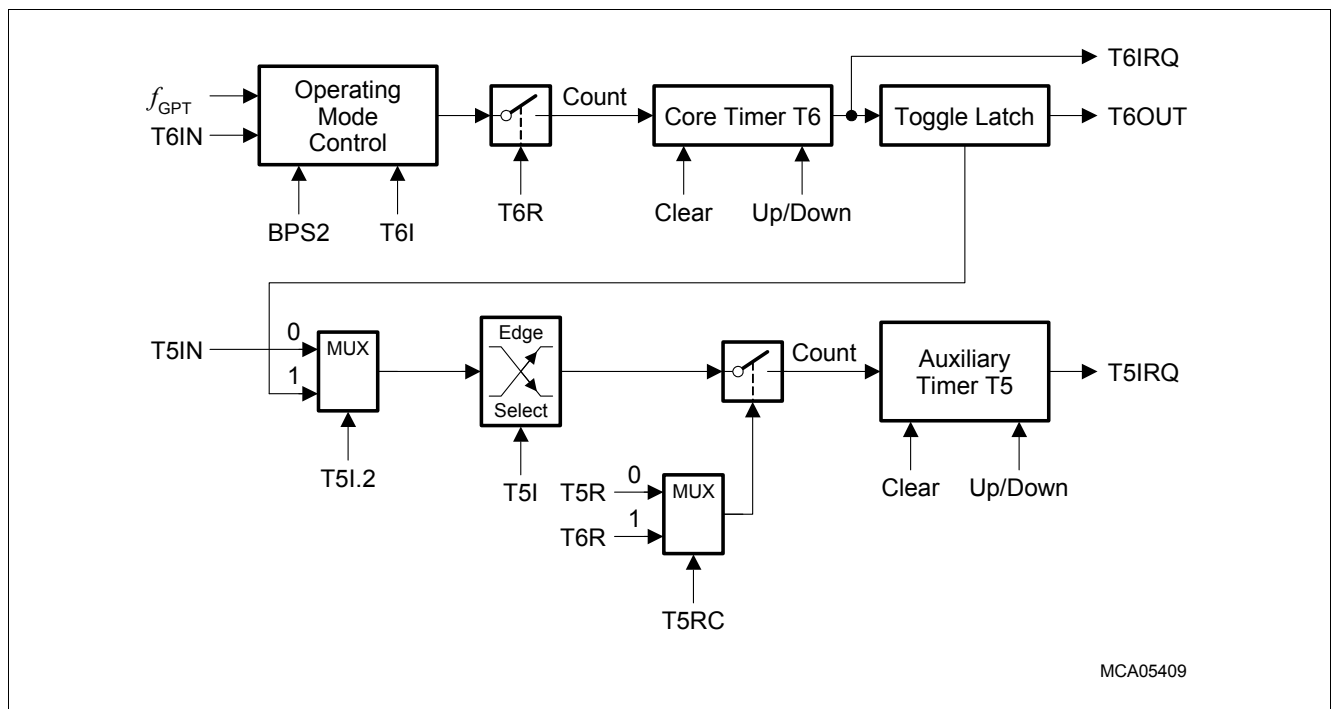 T6IRQ
fGPT
Operating
Mode
Control
Count
Core Timer T6
Toggle Latch
T6OUT
T6IN
T6R
Clear
Up/Down
BPS2
T6I
T5IN
0
1
MUX
Edge
Select
Count
Auxiliary
Timer T5
T5IRQ
T5I.2
T5I
T5R
0
T6R
1
MUX
Clear
Up/Down
T5RC
MCA05409